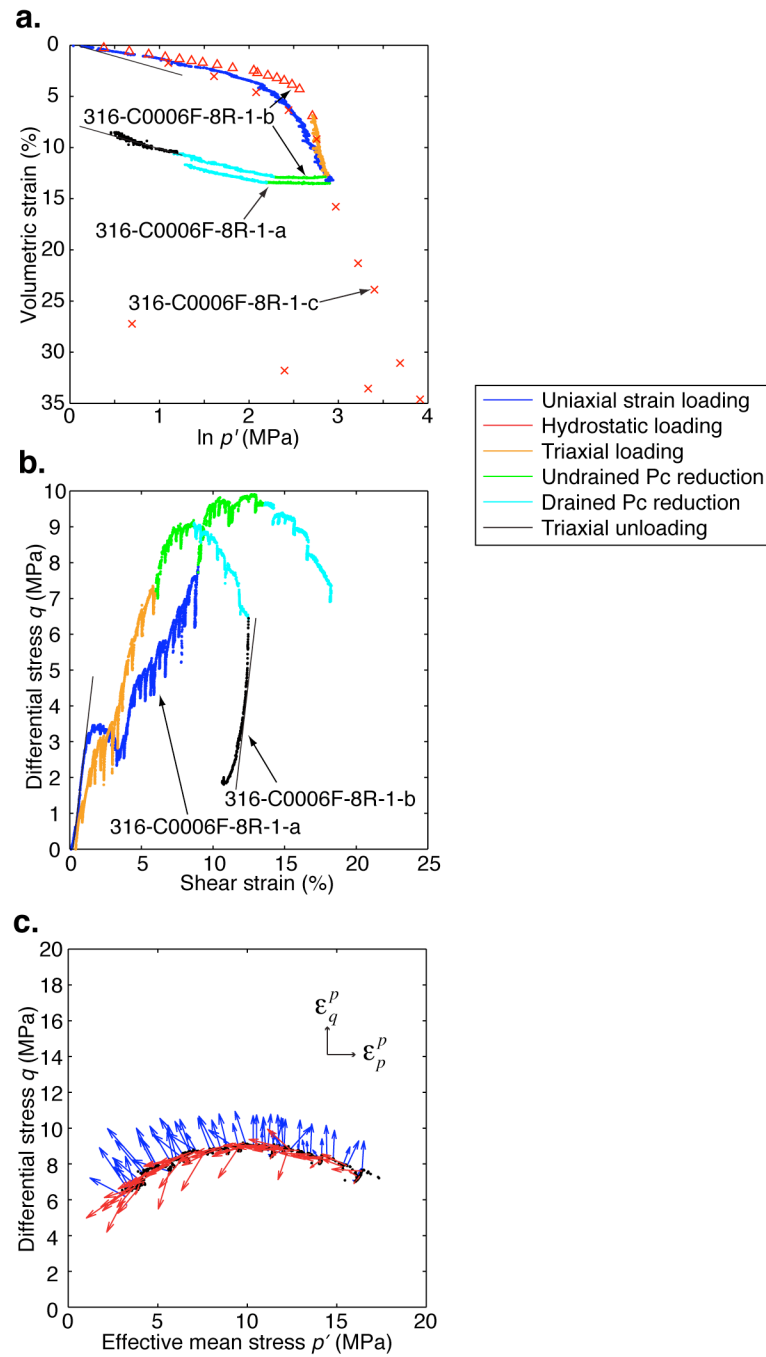 a.
0
5
10
15
20
25
30
35
Volumetric strain (%)
316-C0006F-8R-1-b
316-C0006F-8R-1-a
316-C0006F-8R-1-c
0
1
2
3
4
ln p′ (MPa)
Uniaxial strain loading
Hydrostatic loading
Triaxial loading
Undrained Pc reduction
Drained Pc reduction
Triaxial unloading
b.
10
9
8
7
6
5
4
3
2
1
0
Differential stress q (MPa)
316-C0006F-8R-1-b
316-C0006F-8R-1-a
0
5
10
15
20
25
Shear strain (%)
c.
20
18
16
14
12
10
8
6
4
2
0
Differential stress q (MPa)
ε_q^p
ε_p^p
0
5
10
15
20
Effective mean stress p′ (MPa)